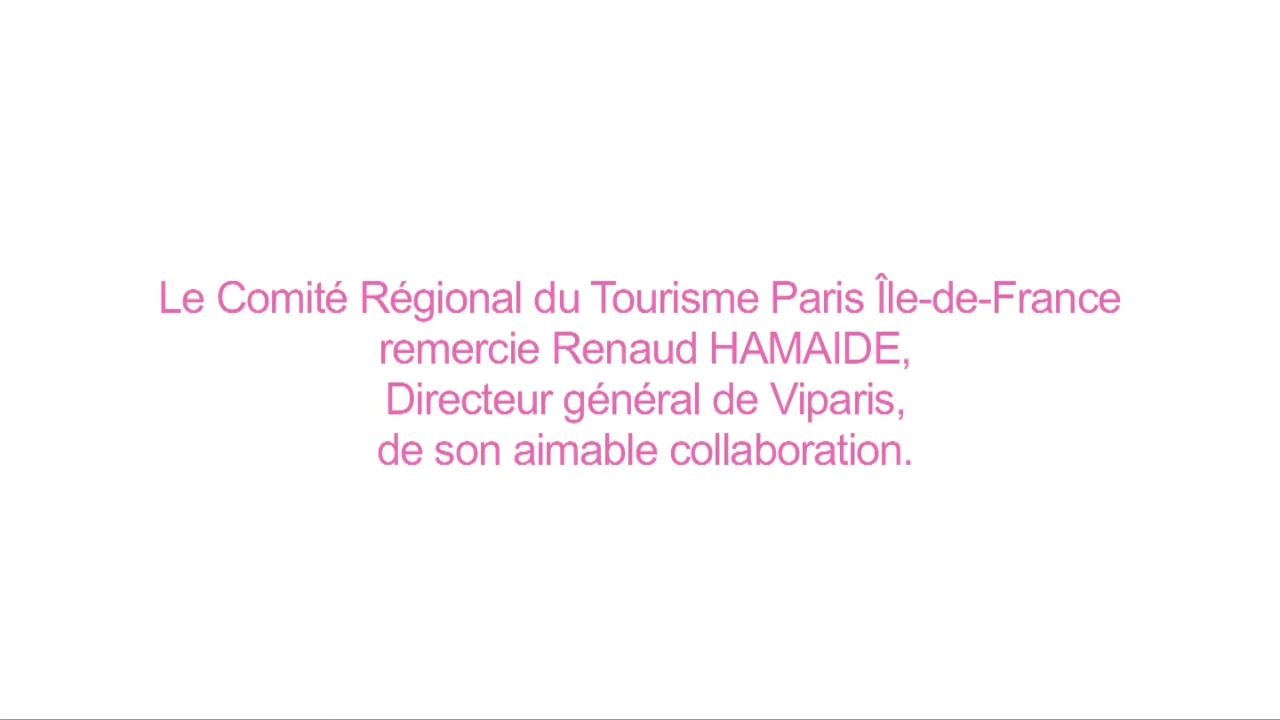 Le Comité Régional du Tourisme Paris Île-de-France
remercie Renaud HAMAIDE,
Directeur général de Viparis,
de son aimable collaboration.